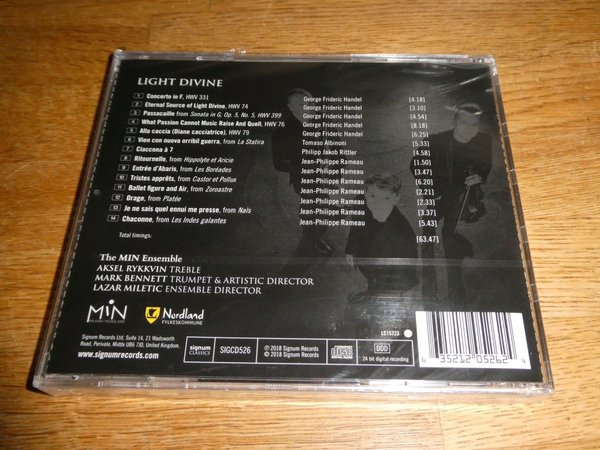 LIGHT DIVINE
1 Concerto in F, HWV 331 George Frideric Handel [4.18]
2 Eternal Source of Light Divine, HWV 74 George Frideric Handel [3.10]
3 Passacaille from Sonata in G, Op. 5, No. 5, HWV 399 George Frideric Handel [4.54]
4 What Passion Cannot Music Raise And Quell, HWV 76 George Frideric Handel [8.18]
5 Alla caccia (Diane cacciatrice), HWV 79 George Frideric Handel [6.25]
6 Vien con nuova orribil guerra, from La Statira Tomaso Albinoni [5.33]
7 Ciaccona à 7 Philipp Jakob Rittler [4.58]
8 Ritournelle, from Hippolyte et Aricie Jean-Philippe Rameau [1.50]
9 Entrée d'Abaris, from Les Boréades Jean-Philippe Rameau [3.47]
10 Tristes apprêts, from Castor et Pollux Jean-Philippe Rameau [6.20]
11 Ballet figure and Air, from Zoroastre Jean-Philippe Rameau [2.21]
12 Orage, from Platée Jean-Philippe Rameau [2.33]
13 Je ne sais quel ennui me presse, from Naïs Jean-Philippe Rameau [3.37]
14 Chaconne, from Les Indes galantes Jean-Philippe Rameau [5.43]
Total timings: [63.47]
The MIN Ensemble
AKSEL RYKKVIN TREBLE
MARK BENNETT TRUMPET & ARTISTIC DIRECTOR
LAZAR MILETIC ENSEMBLE DIRECTOR
MiN
Nordland
FYLKESKOMMUNE
LC15723
Signum Records Ltd, Suite 14, 21 Wadsworth
Road, Perivale, Middx UB6 7JD, United Kingdom.
www.signumrecords.com
signum
CLASSICS
SIGCD526
℗ 2018 Signum Records
© 2018 Signum Records
COMPACT
disc
DIGITAL AUDIO
DDD
24 bit digital recording
6 35212 05262 4